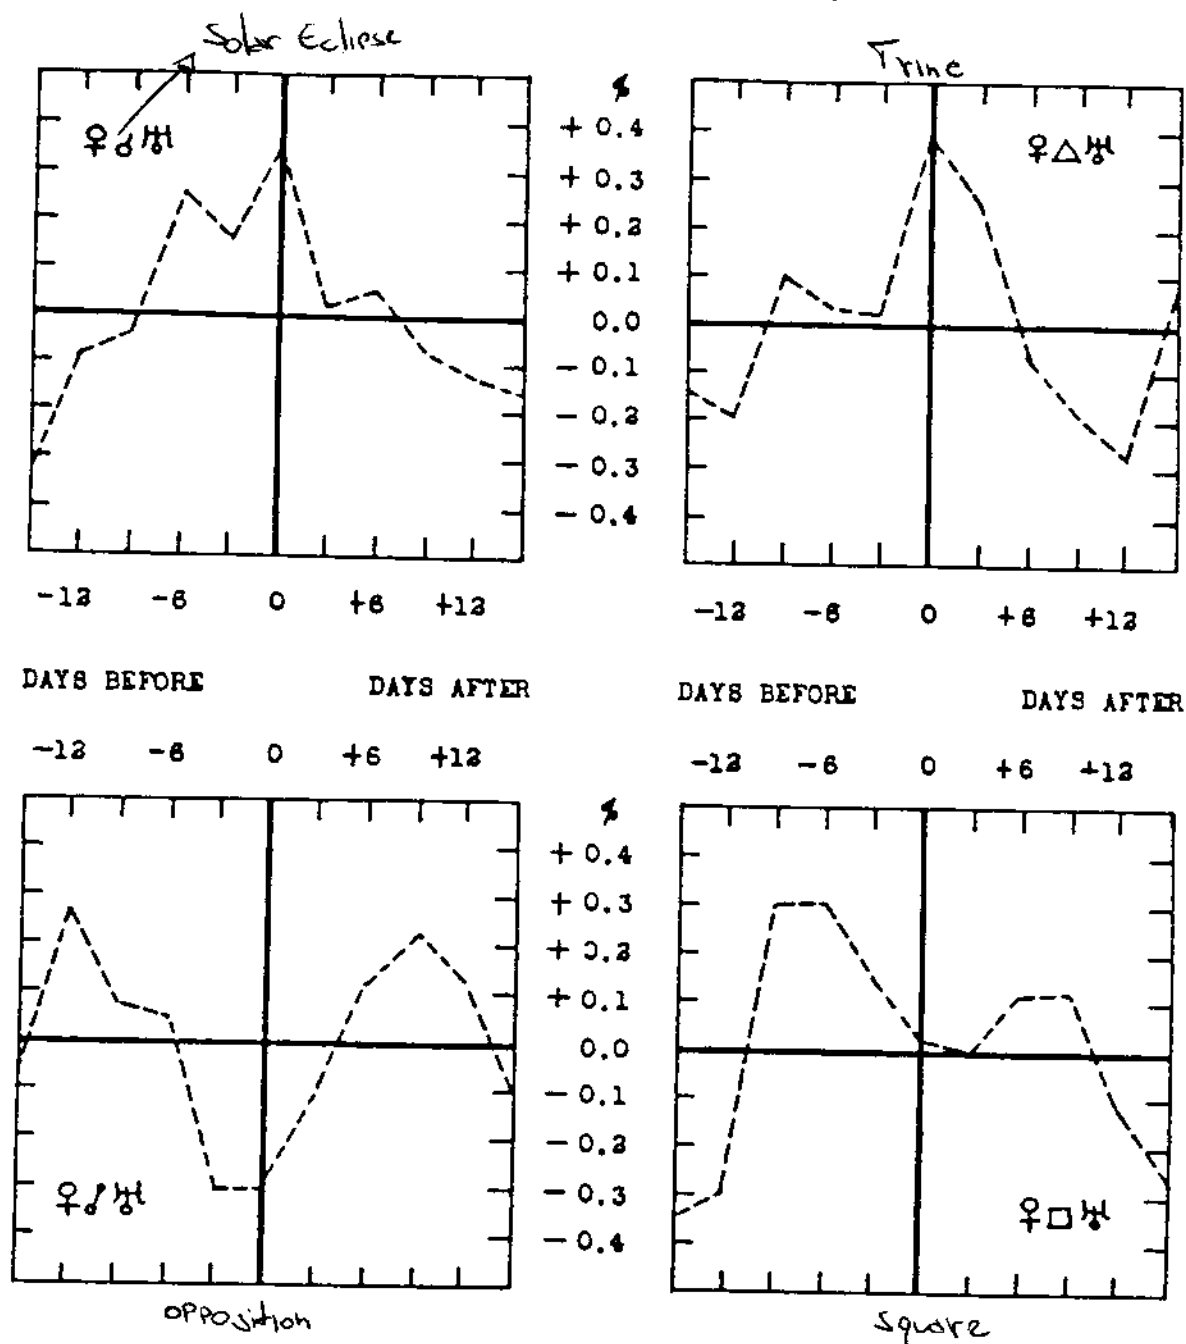 Solar Eclipse
Trine
♀☌♅
%
♀△♅
+ 0.4
+ 0.3
+ 0.2
+ 0.1
0.0
− 0.1
− 0.2
− 0.3
− 0.4
−12 −6 0 +6 +12
−12 −6 0 +6 +12
DAYS BEFORE DAYS AFTER
DAYS BEFORE DAYS AFTER
−12 −6 0 +6 +12
−12 −6 0 +6 +12
%
+ 0.4
+ 0.3
+ 0.2
+ 0.1
0.0
− 0.1
− 0.2
− 0.3
− 0.4
♀☍♅
♀□♅
OPPOSITION
Square